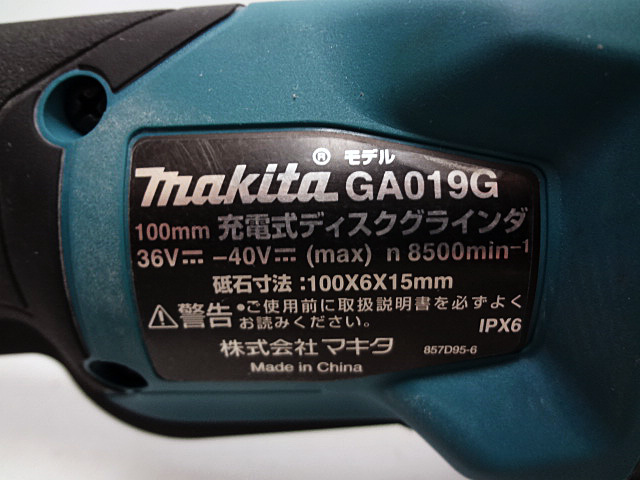 ® モデル
makita GA019G
100mm 充電式ディスクグラインダ
36V⎓ –40V⎓ (max) n 8500min⁻¹
砥石寸法：100X6X15mm
⚠警告 •ご使用前に取扱説明書を必ずよく
お読みください。 IPX6
株式会社 マキタ 857D95-6
Made in China